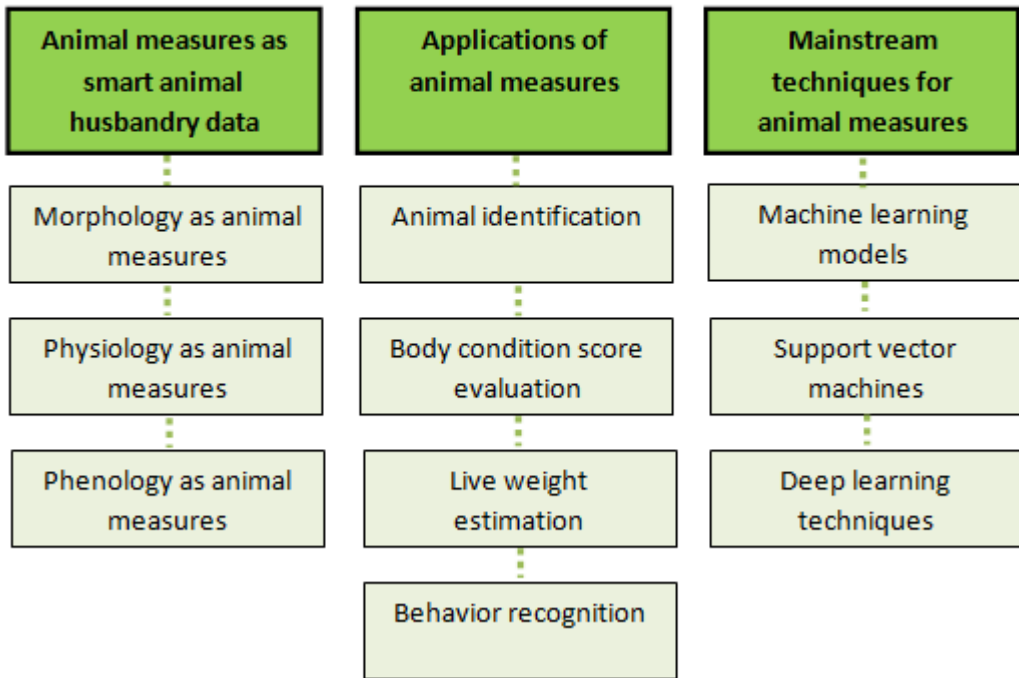 Animal measures as
smart animal
husbandry data
Morphology as animal
measures
Physiology as animal
measures
Phenology as animal
measures
Applications of
animal measures
Animal identification
Body condition score
evaluation
Live weight
estimation
Behavior recognition
Mainstream
techniques for
animal measures
Machine learning
models
Support vector
machines
Deep learning
techniques